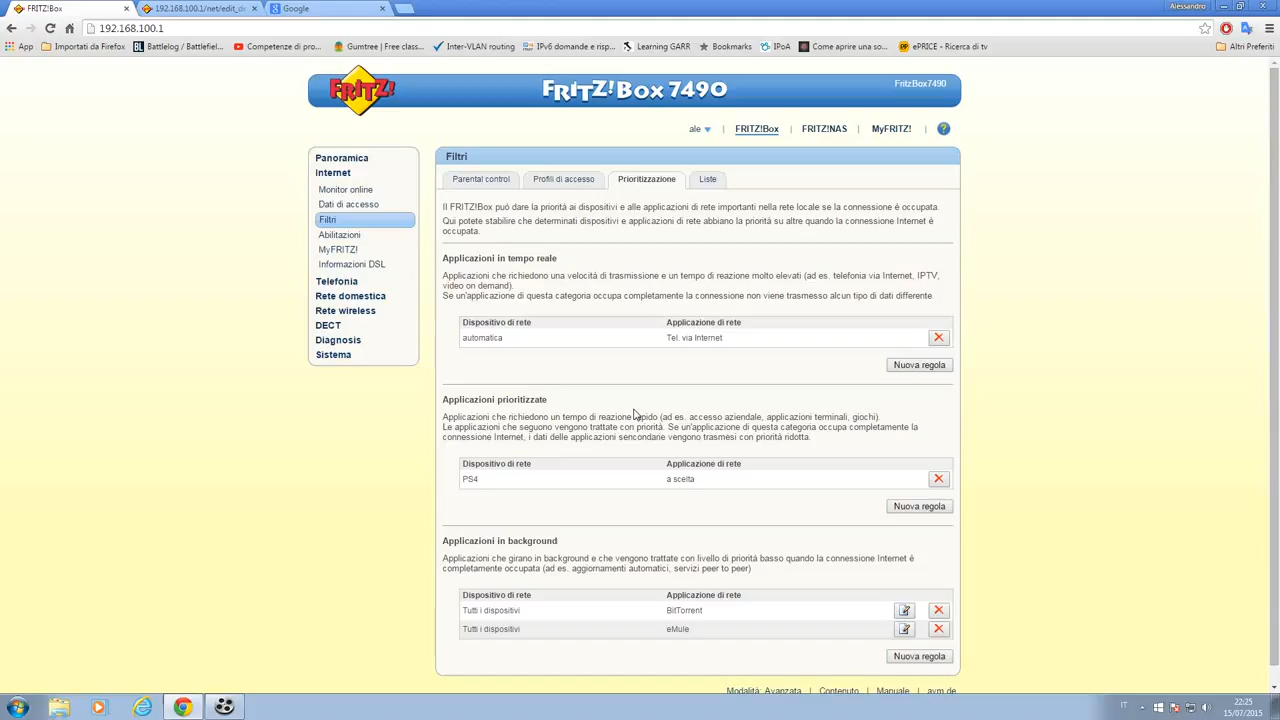 FRITZ!Box
192.168.100.1/net/edit_de
Google
Alessandro
192.168.100.1
App
Importati da Firefox
Battlelog / Battlefiel...
Competenze di pro...
Gumtree | Free class...
Inter-VLAN routing
IPv6 domande e risp...
Learning GARR
Bookmarks
IPoA
Come aprire una so...
ePRICE - Ricerca di tv
Altri Preferiti
FRITZ!
FRITZ!Box 7490
FritzBox7490
ale
FRITZ!Box
FRITZ!NAS
MyFRITZ!
Panoramica
Internet
Monitor online
Dati di accesso
Filtri
Abilitazioni
MyFRITZ!
Informazioni DSL
Telefonia
Rete domestica
Rete wireless
DECT
Diagnosis
Sistema
Filtri
Parental control
Profili di accesso
Prioritizzazione
Liste
Il FRITZ!Box può dare la priorità ai dispositivi e alle applicazioni di rete importanti nella rete locale se la connessione è occupata.
Qui potete stabilire che determinati dispositivi e applicazioni di rete abbiano la priorità su altre quando la connessione Internet è
occupata.
Applicazioni in tempo reale
Applicazioni che richiedono una velocità di trasmissione e un tempo di reazione molto elevati (ad es. telefonia via Internet, IPTV,
video on demand).
Se un'applicazione di questa categoria occupa completamente la connessione non viene trasmesso alcun tipo di dati differente.
Dispositivo di rete Applicazione di rete
automatica Tel. via Internet
Nuova regola
Applicazioni prioritizzate
Applicazioni che richiedono un tempo di reazione rapido (ad es. accesso aziendale, applicazioni terminali, giochi).
Le applicazioni che seguono vengono trattate con priorità. Se un'applicazione di questa categoria occupa completamente la
connessione Internet, i dati delle applicazioni sencondarie vengono trasmesi con priorità ridotta.
Dispositivo di rete Applicazione di rete
PS4 a scelta
Nuova regola
Applicazioni in background
Applicazioni che girano in background e che vengono trattate con livello di priorità basso quando la connessione Internet è
completamente occupata (ad es. aggiornamenti automatici, servizi peer to peer)
Dispositivo di rete Applicazione di rete
Tutti i dispositivi BitTorrent
Tutti i dispositivi eMule
Nuova regola
Modalità: Avanzata Contenuto Manuale avm.de
IT
22:25
15/07/2015